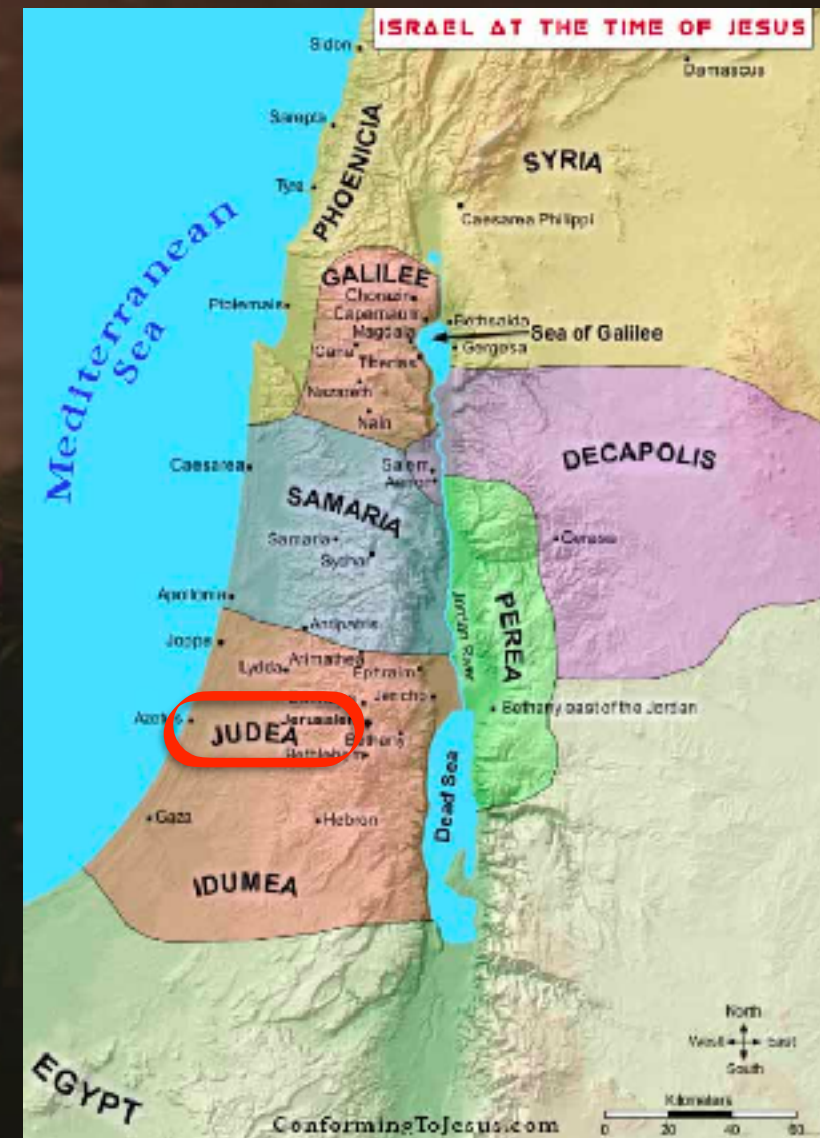 ISRAEL AT THE TIME OF JESUS
Sidon
Damascus
Sarepta
PHOENICIA
SYRIA
Tyre
Caesarea Philippi
Mediterranean
Sea
GALILEE
Chorazin
Ptolemais
Capernaum
Bethsaida
Magdala
Sea of Galilee
Cana
Gergesa
Tiberias
Nazareth
Nain
DECAPOLIS
Caesarea
Salem
Aenon
SAMARIA
Samaria
Sychar
Gerasa
PEREA
Jordan River
Apollonia
Antipatris
Joppa
Lydda
Arimathea
Ephraim
Jericho
Bethany east of the Jordan
Azotus
Jerusalem
JUDEA
Bethany
Bethlehem
Dead Sea
Gaza
Hebron
IDUMEA
North
West
East
South
EGYPT
Kilometers
0 20 40 60
ConformingToJesus.com